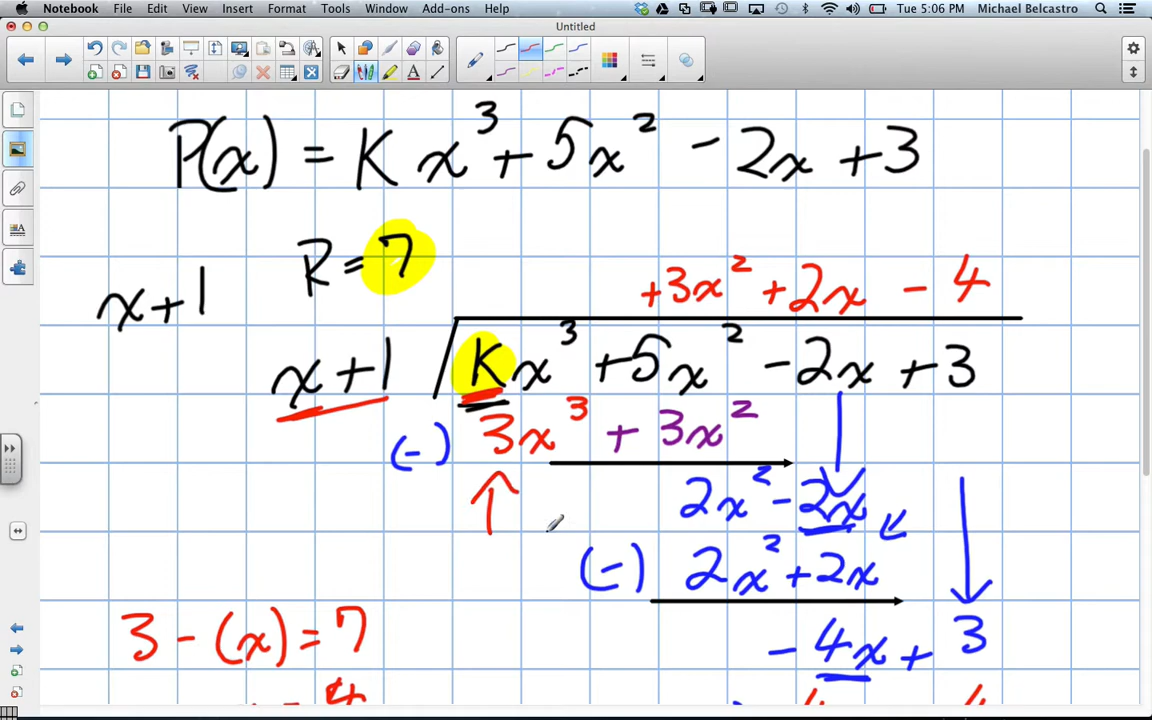 Notebook File Edit View Insert Format Tools Window Add-ons Help Tue 5:06 PM Michael Belcastro
Untitled
P(x) = Kx³ + 5x² - 2x + 3
R = 7
x + 1
+3x² + 2x - 4
x + 1 Kx³ + 5x² - 2x + 3
(-) 3x³ + 3x²
2x² - 2x
(-) 2x² + 2x
3 - (x) = 7
- 4x + 3